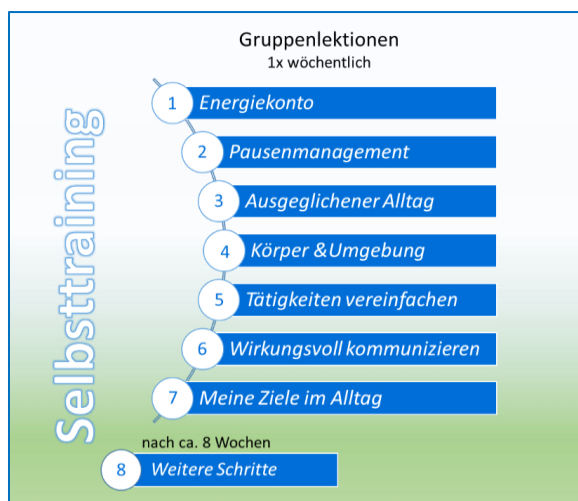 Gruppenlektionen
1x wöchentlich
Selbsttraining
1 Energiekonto
2 Pausenmanagement
3 Ausgeglichener Alltag
4 Körper &Umgebung
5 Tätigkeiten vereinfachen
6 Wirkungsvoll kommunizieren
7 Meine Ziele im Alltag
nach ca. 8 Wochen
8 Weitere Schritte